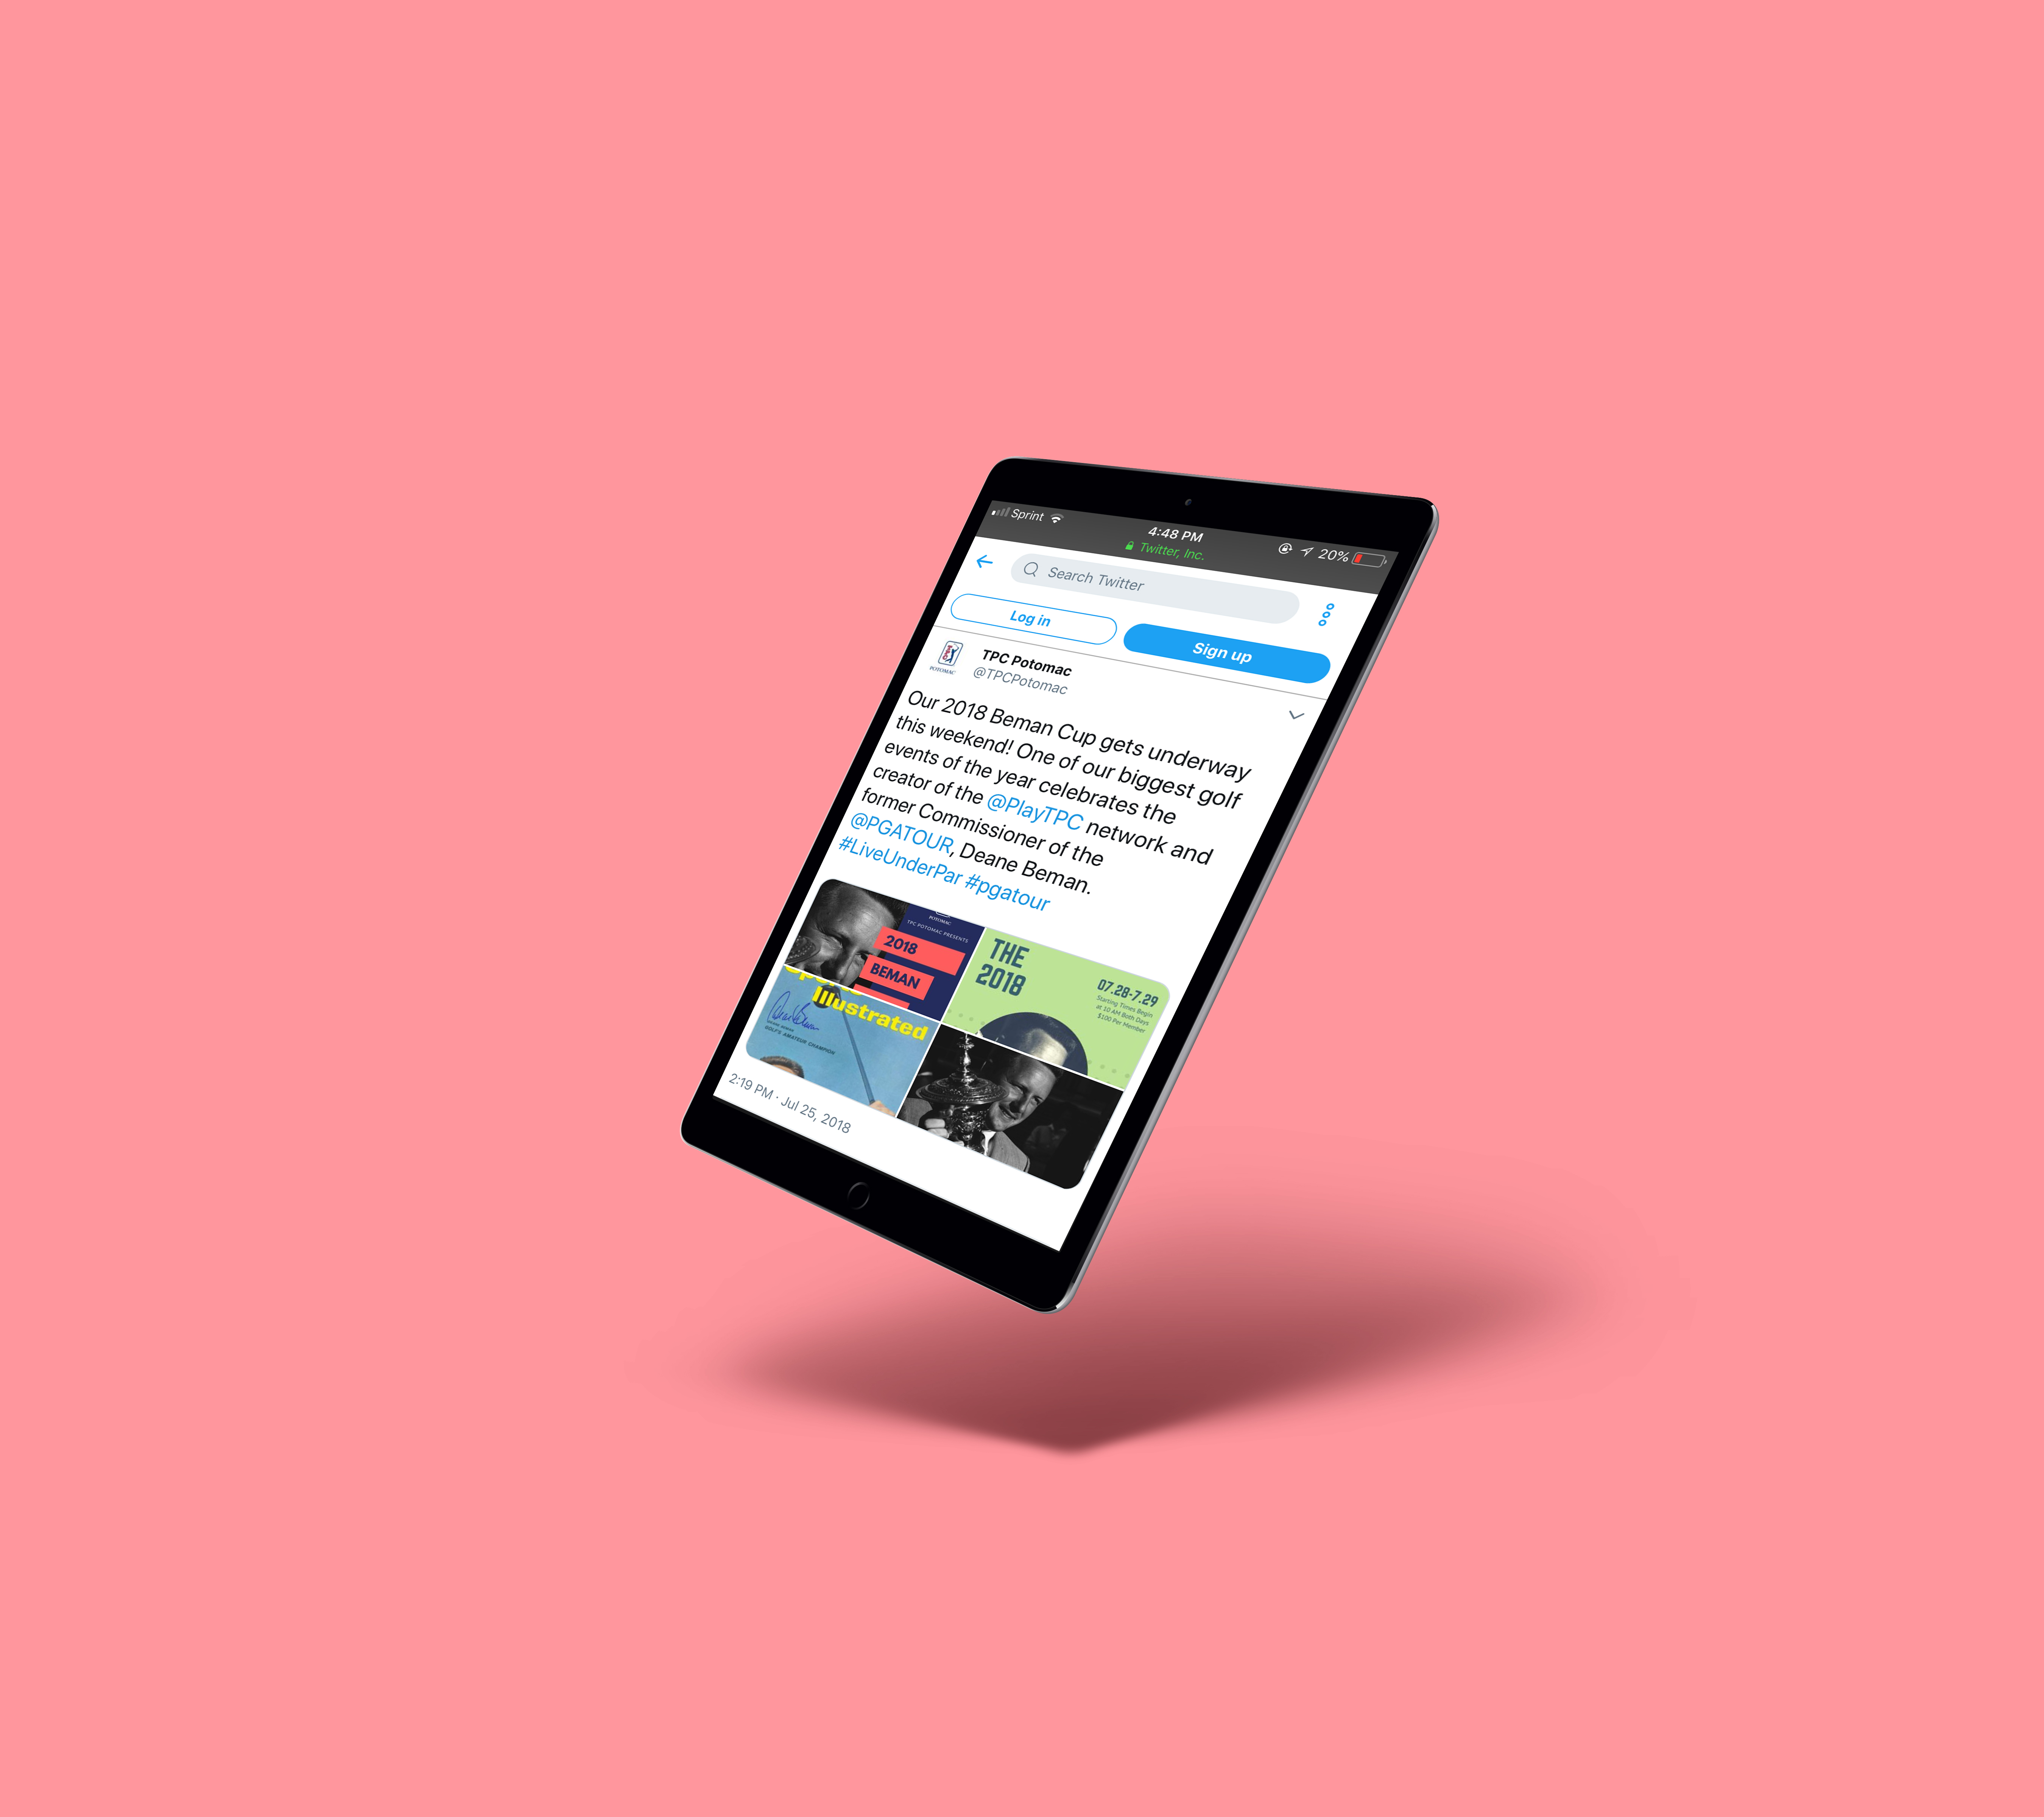 Sprint
4:48 PM
20%
Twitter, Inc.
Search Twitter
Log in
Sign up
POTOMAC
TPC Potomac
@TPCPotomac
Our 2018 Beman Cup gets underway
this weekend! One of our biggest golf
events of the year celebrates the
creator of the @PlayTPC network and
former Commissioner of the
@PGATOUR, Deane Beman.
#LiveUnderPar #pgatour
POTOMAC
TPC POTOMAC PRESENTS
2018
BEMAN
THE
2018
07.28-7.29
Starting Times Begin
at 10 AM Both Days
$100 Per Member
Illustrated
GOLF'S AMATEUR CHAMPION
2:19 PM · Jul 25, 2018